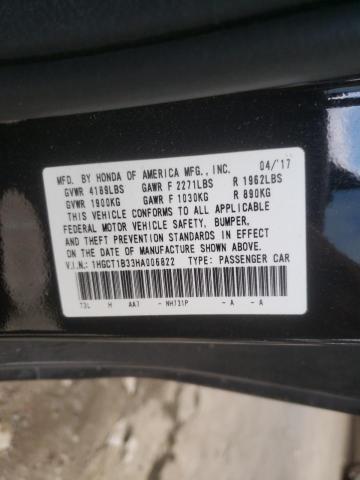 MFD. BY HONDA OF AMERICA MFG., INC. 04/17
GVWR 4189LBS GAWR F 2271LBS R 1962LBS
GVWR 1900KG GAWR F 1030KG R 890KG
THIS VEHICLE CONFORMS TO ALL APPLICABLE
FEDERAL MOTOR VEHICLE SAFETY, BUMPER,
AND THEFT PREVENTION STANDARDS IN EFFECT
ON THE DATE OF MANUFACTURE SHOWN ABOVE.
V.I.N.: 1HGCT1B33HA006822 TYPE: PASSENGER CAR
T3L H AA7 - NH731P - A - A